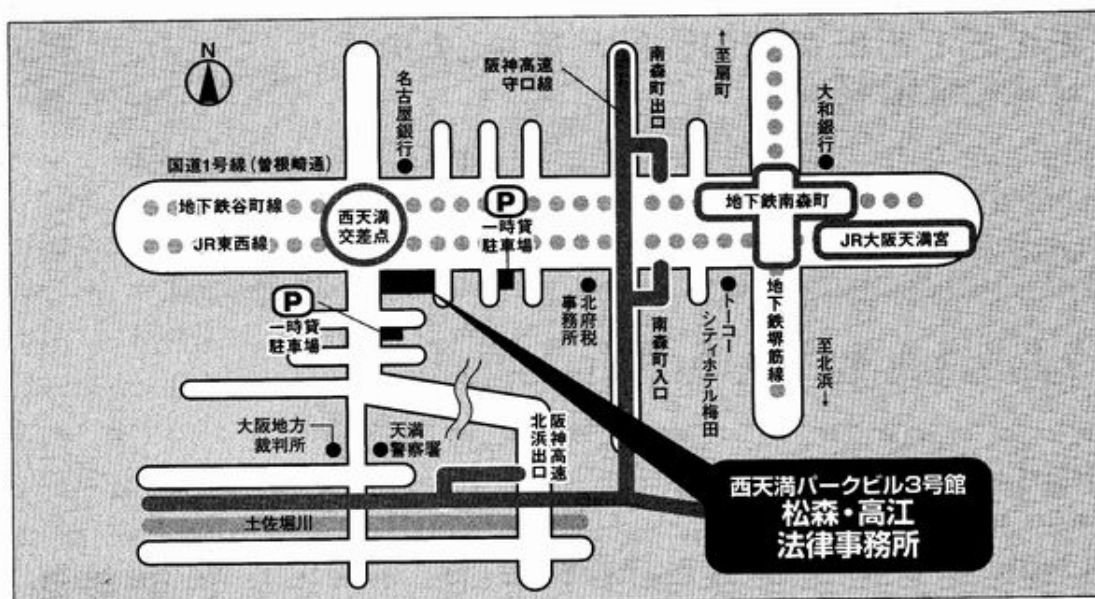 N
名古屋銀行
阪神高速
守口線
南森町出口
↑至扇町
大和銀行
国道1号線(曽根崎通)
地下鉄谷町線
JR東西線
西天満
交差点
P
一時貸
駐車場
地下鉄南森町
JR大阪天満宮
P
一時貸
駐車場
北府税
事務所
南森町入口
トーコー
シティホテル梅田
地下鉄堺筋線
至北浜→
大阪地方
裁判所
天満
警察署
阪神高速
北浜出口
土佐堀川
西天満パークビル3号館
松森・高江
法律事務所